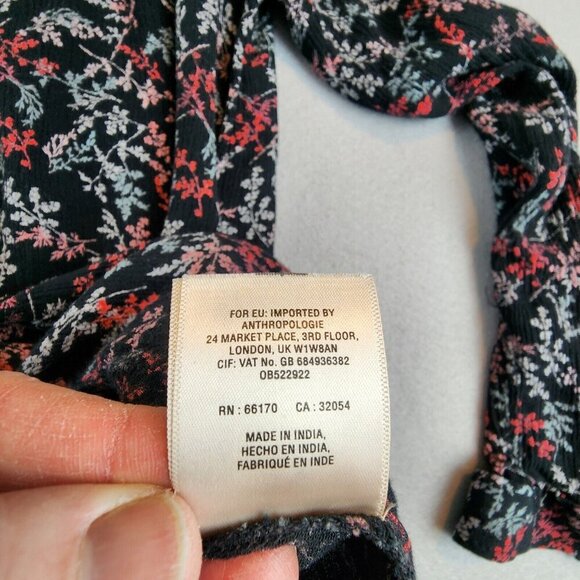 FOR EU: IMPORTED BY
ANTHROPOLOGIE
24 MARKET PLACE, 3RD FLOOR,
LONDON, UK W1W8AN
CIF: VAT No. GB 684936382
OB522922
RN : 66170 CA : 32054
MADE IN INDIA,
HECHO EN INDIA,
FABRIQUÉ EN INDE